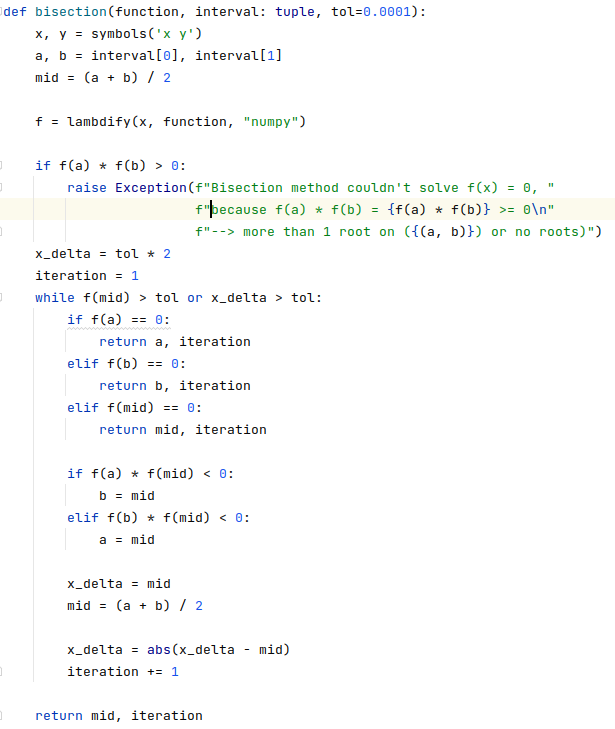 def bisection(function, interval: tuple, tol=0.0001):
    x, y = symbols('x y')
    a, b = interval[0], interval[1]
    mid = (a + b) / 2
    f = lambdify(x, function, "numpy")
    if f(a) * f(b) > 0:
        raise Exception(f"Bisection method couldn't solve f(x) = 0, "
                        f"because f(a) * f(b) = {f(a) * f(b)} >= 0\n"
                        f"--> more than 1 root on ({(a, b)}) or no roots)")
    x_delta = tol * 2
    iteration = 1
    while f(mid) > tol or x_delta > tol:
        if f(a) == 0:
            return a, iteration
        elif f(b) == 0:
            return b, iteration
        elif f(mid) == 0:
            return mid, iteration
        if f(a) * f(mid) < 0:
            b = mid
        elif f(b) * f(mid) < 0:
            a = mid
        x_delta = mid
        mid = (a + b) / 2
        x_delta = abs(x_delta - mid)
        iteration += 1
    return mid, iteration